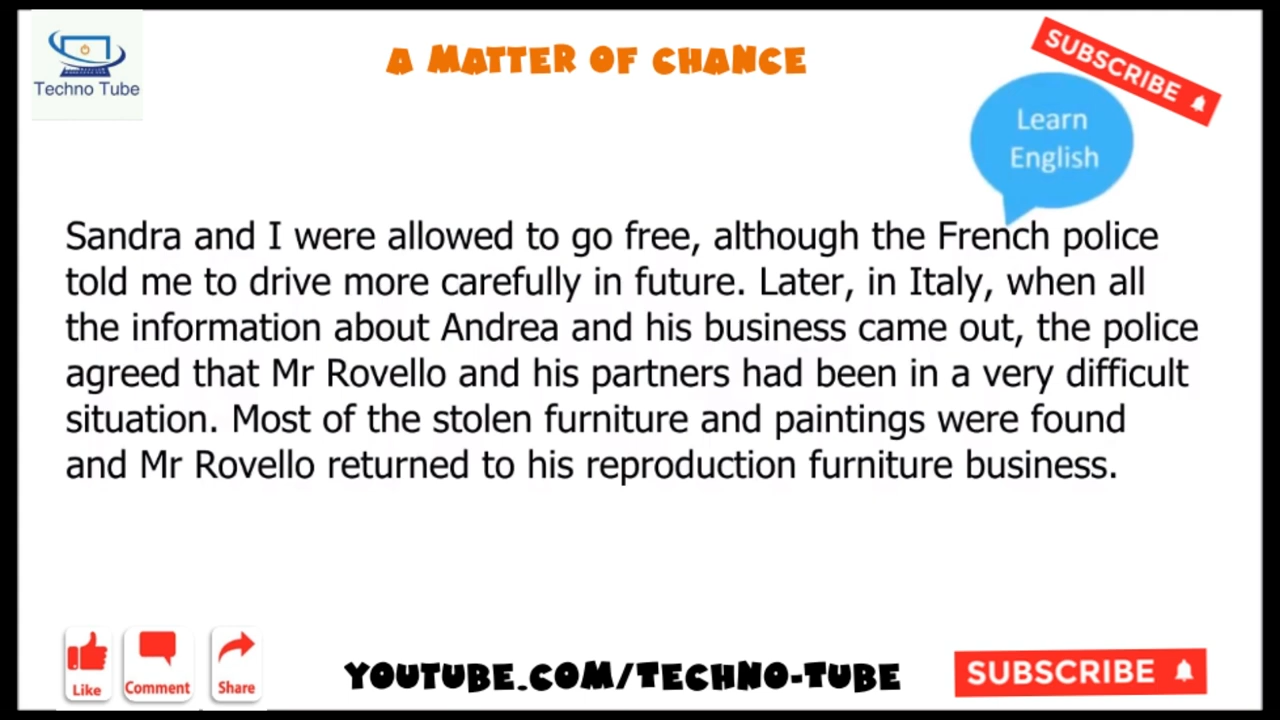 Techno Tube
A MATTER OF CHANCE
SUBSCRIBE
Learn
English
Sandra and I were allowed to go free, although the French police
told me to drive more carefully in future. Later, in Italy, when all
the information about Andrea and his business came out, the police
agreed that Mr Rovello and his partners had been in a very difficult
situation. Most of the stolen furniture and paintings were found
and Mr Rovello returned to his reproduction furniture business.
Like
Comment
Share
YOUTUBE.COM/TECHNO-TUBE
SUBSCRIBE